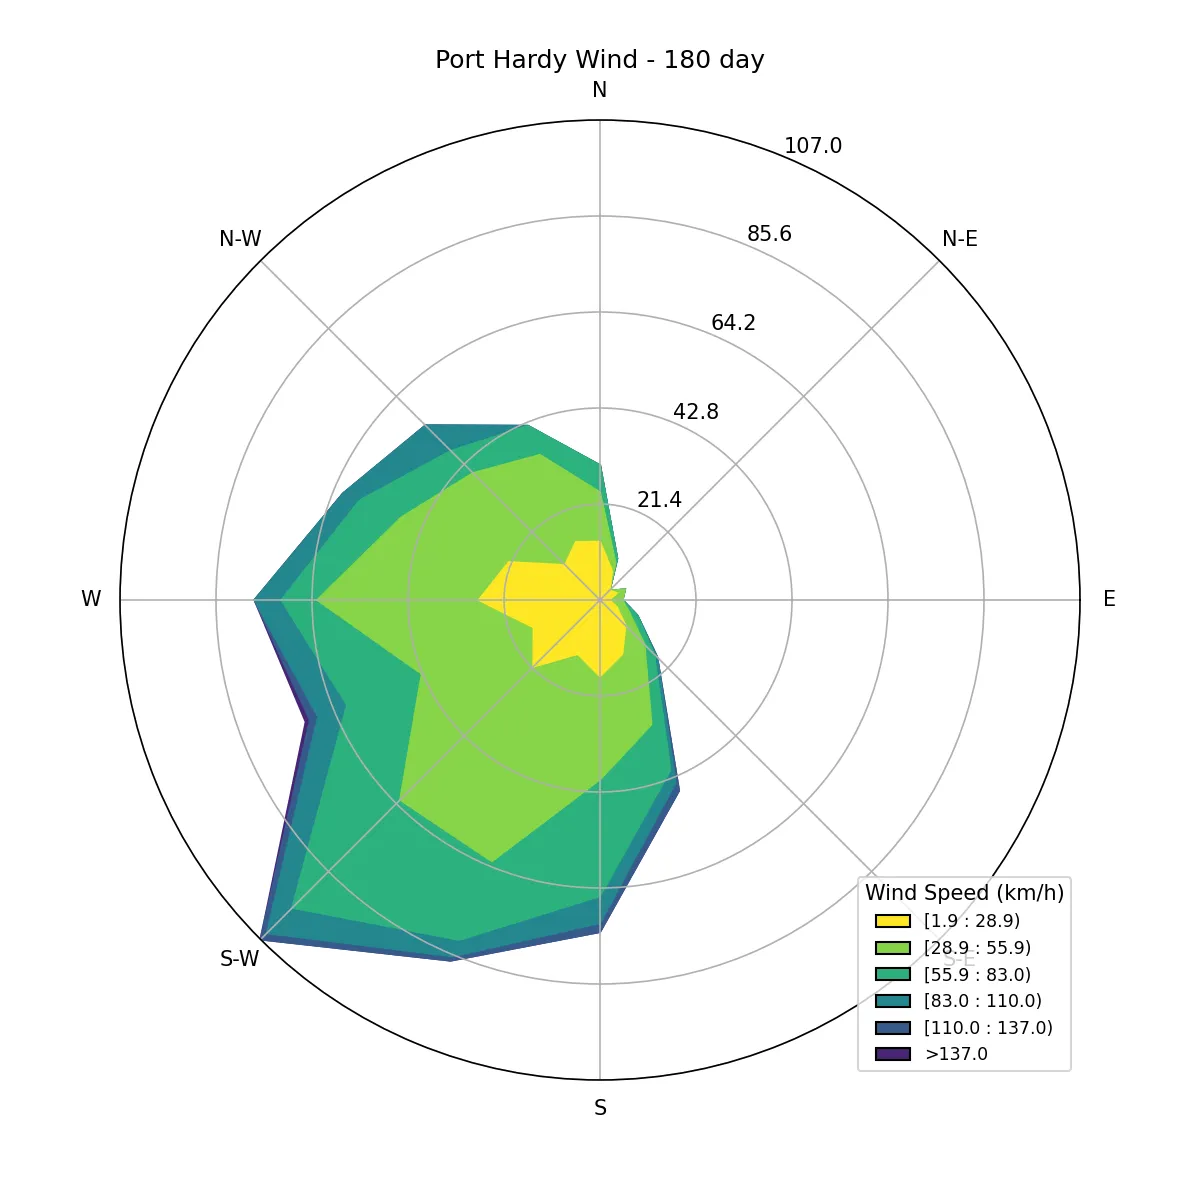 Port Hardy Wind - 180 day
N
107.0
85.6
N-W
N-E
64.2
42.8
21.4
W
E
S-W
S-E
Wind Speed (km/h)
[1.9 : 28.9)
[28.9 : 55.9)
[55.9 : 83.0)
[83.0 : 110.0)
[110.0 : 137.0)
>137.0
S